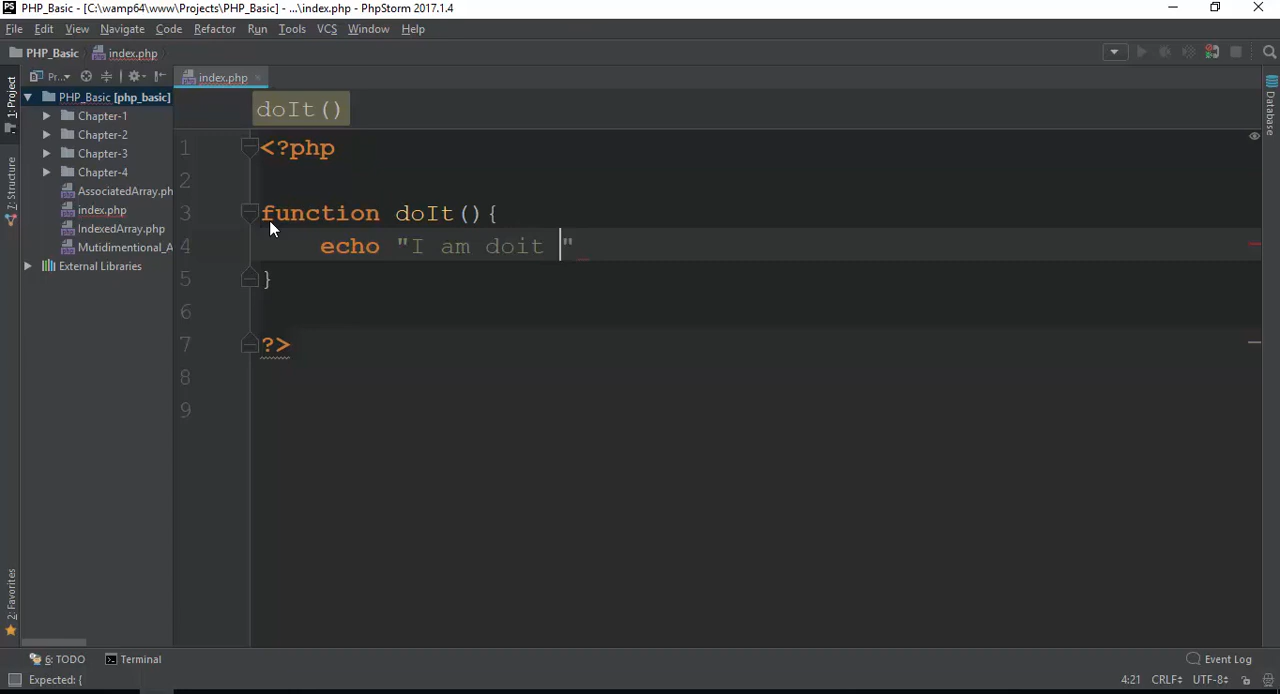 PS PHP_Basic - [C:\wamp64\www\Projects\PHP_Basic] - ...\index.php - PhpStorm 2017.1.4
File Edit View Navigate Code Refactor Run Tools Help VCS Window Help
PHP_Basic index.php
1: Project
Pr...
index.php
PHP_Basic [php_basic]
Chapter-1
Chapter-2
Chapter-3
Chapter-4
AssociatedArray.ph
index.php
IndexedArray.php
Mutidimentional_A
External Libraries
7: Structure
2: Favorites
doIt()
1 <?php
2
3 function doIt(){
4 echo "I am doit "
5 }
6
7 ?>
8
9
Database
6: TODO Terminal
Event Log
Expected: {
4:21 CRLF UTF-8